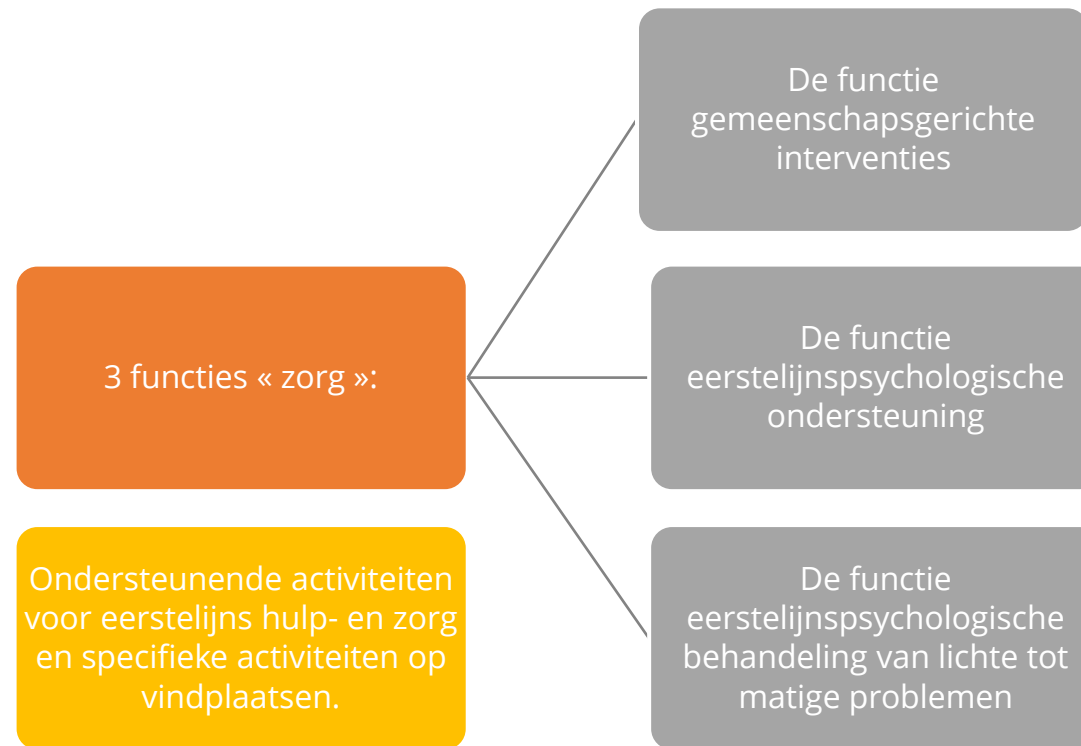 De functie
gemeenschapsgerichte
interventies
3 functies « zorg »:
De functie
eerstelijnspsychologische
ondersteuning
Ondersteunende activiteiten
voor eerstelijns hulp- en zorg
en specifieke activiteiten op
vindplaatsen.
De functie
eerstelijnspsychologische
behandeling van lichte tot
matige problemen